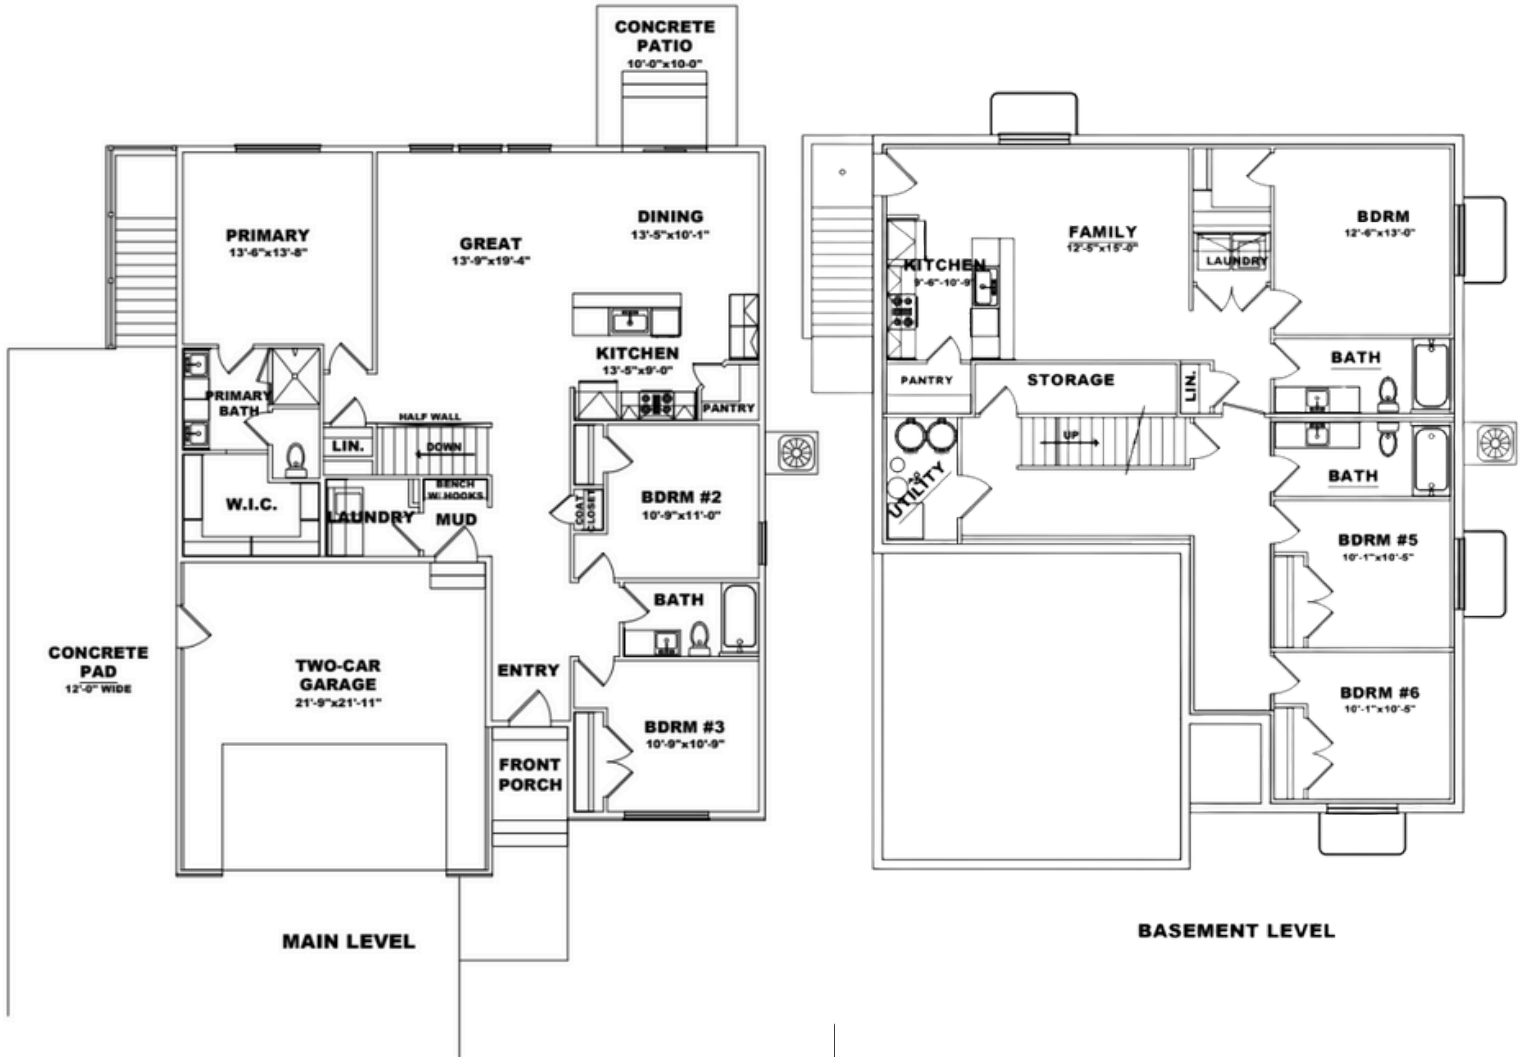 CONCRETE
PATIO
10'-0"x10-0"
PRIMARY
13'-6"x13'-8"
GREAT
13'-9"x19'-4"
DINING
13'-5"x10'-1"
KITCHEN
13'-5"x9'-0"
PANTRY
PRIMARY
BATH
HALF WALL
LIN.
DOWN
BENCH
W/ HOOKS
W.I.C.
LAUNDRY
MUD
COAT
CLOSET
BDRM #2
10'-9"x11'-0"
BATH
CONCRETE
PAD
12'-0" WIDE
TWO-CAR
GARAGE
21'-9"x21'-11"
ENTRY
BDRM #3
10'-9"x10'-9"
FRONT
PORCH
MAIN LEVEL
FAMILY
12'-5"x15'-0"
BDRM
12'-6"x13'-0"
KITCHEN
9'-6"-10'-9"
LAUNDRY
PANTRY
STORAGE
LIN.
BATH
UP
UTILITY
BATH
BDRM #5
10'-1"x10'-5"
BDRM #6
10'-1"x10'-5"
BASEMENT LEVEL